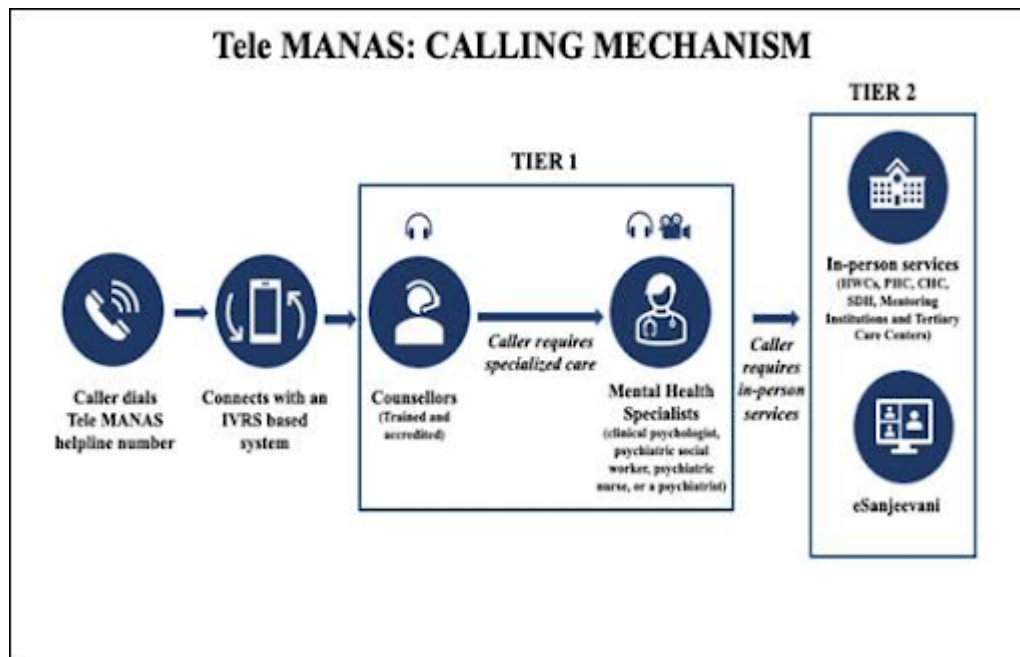 Tele MANAS: CALLING MECHANISM
TIER 2
TIER 1
Caller dials
Tele MANAS
helpline number
Connects with an
IVRS based
system
Counsellors
(Trained and
accredited)
Caller requires
specialized care
Mental Health
Specialists
(clinical psychologist,
psychiatric social
worker, psychiatric
nurse, or a psychiatrist)
Caller
requires
in-person
services
In-person services
(HWCs, PHC, CHC,
SDH, Mentoring
Institutions and Tertiary
Care Centers)
eSanjeevani